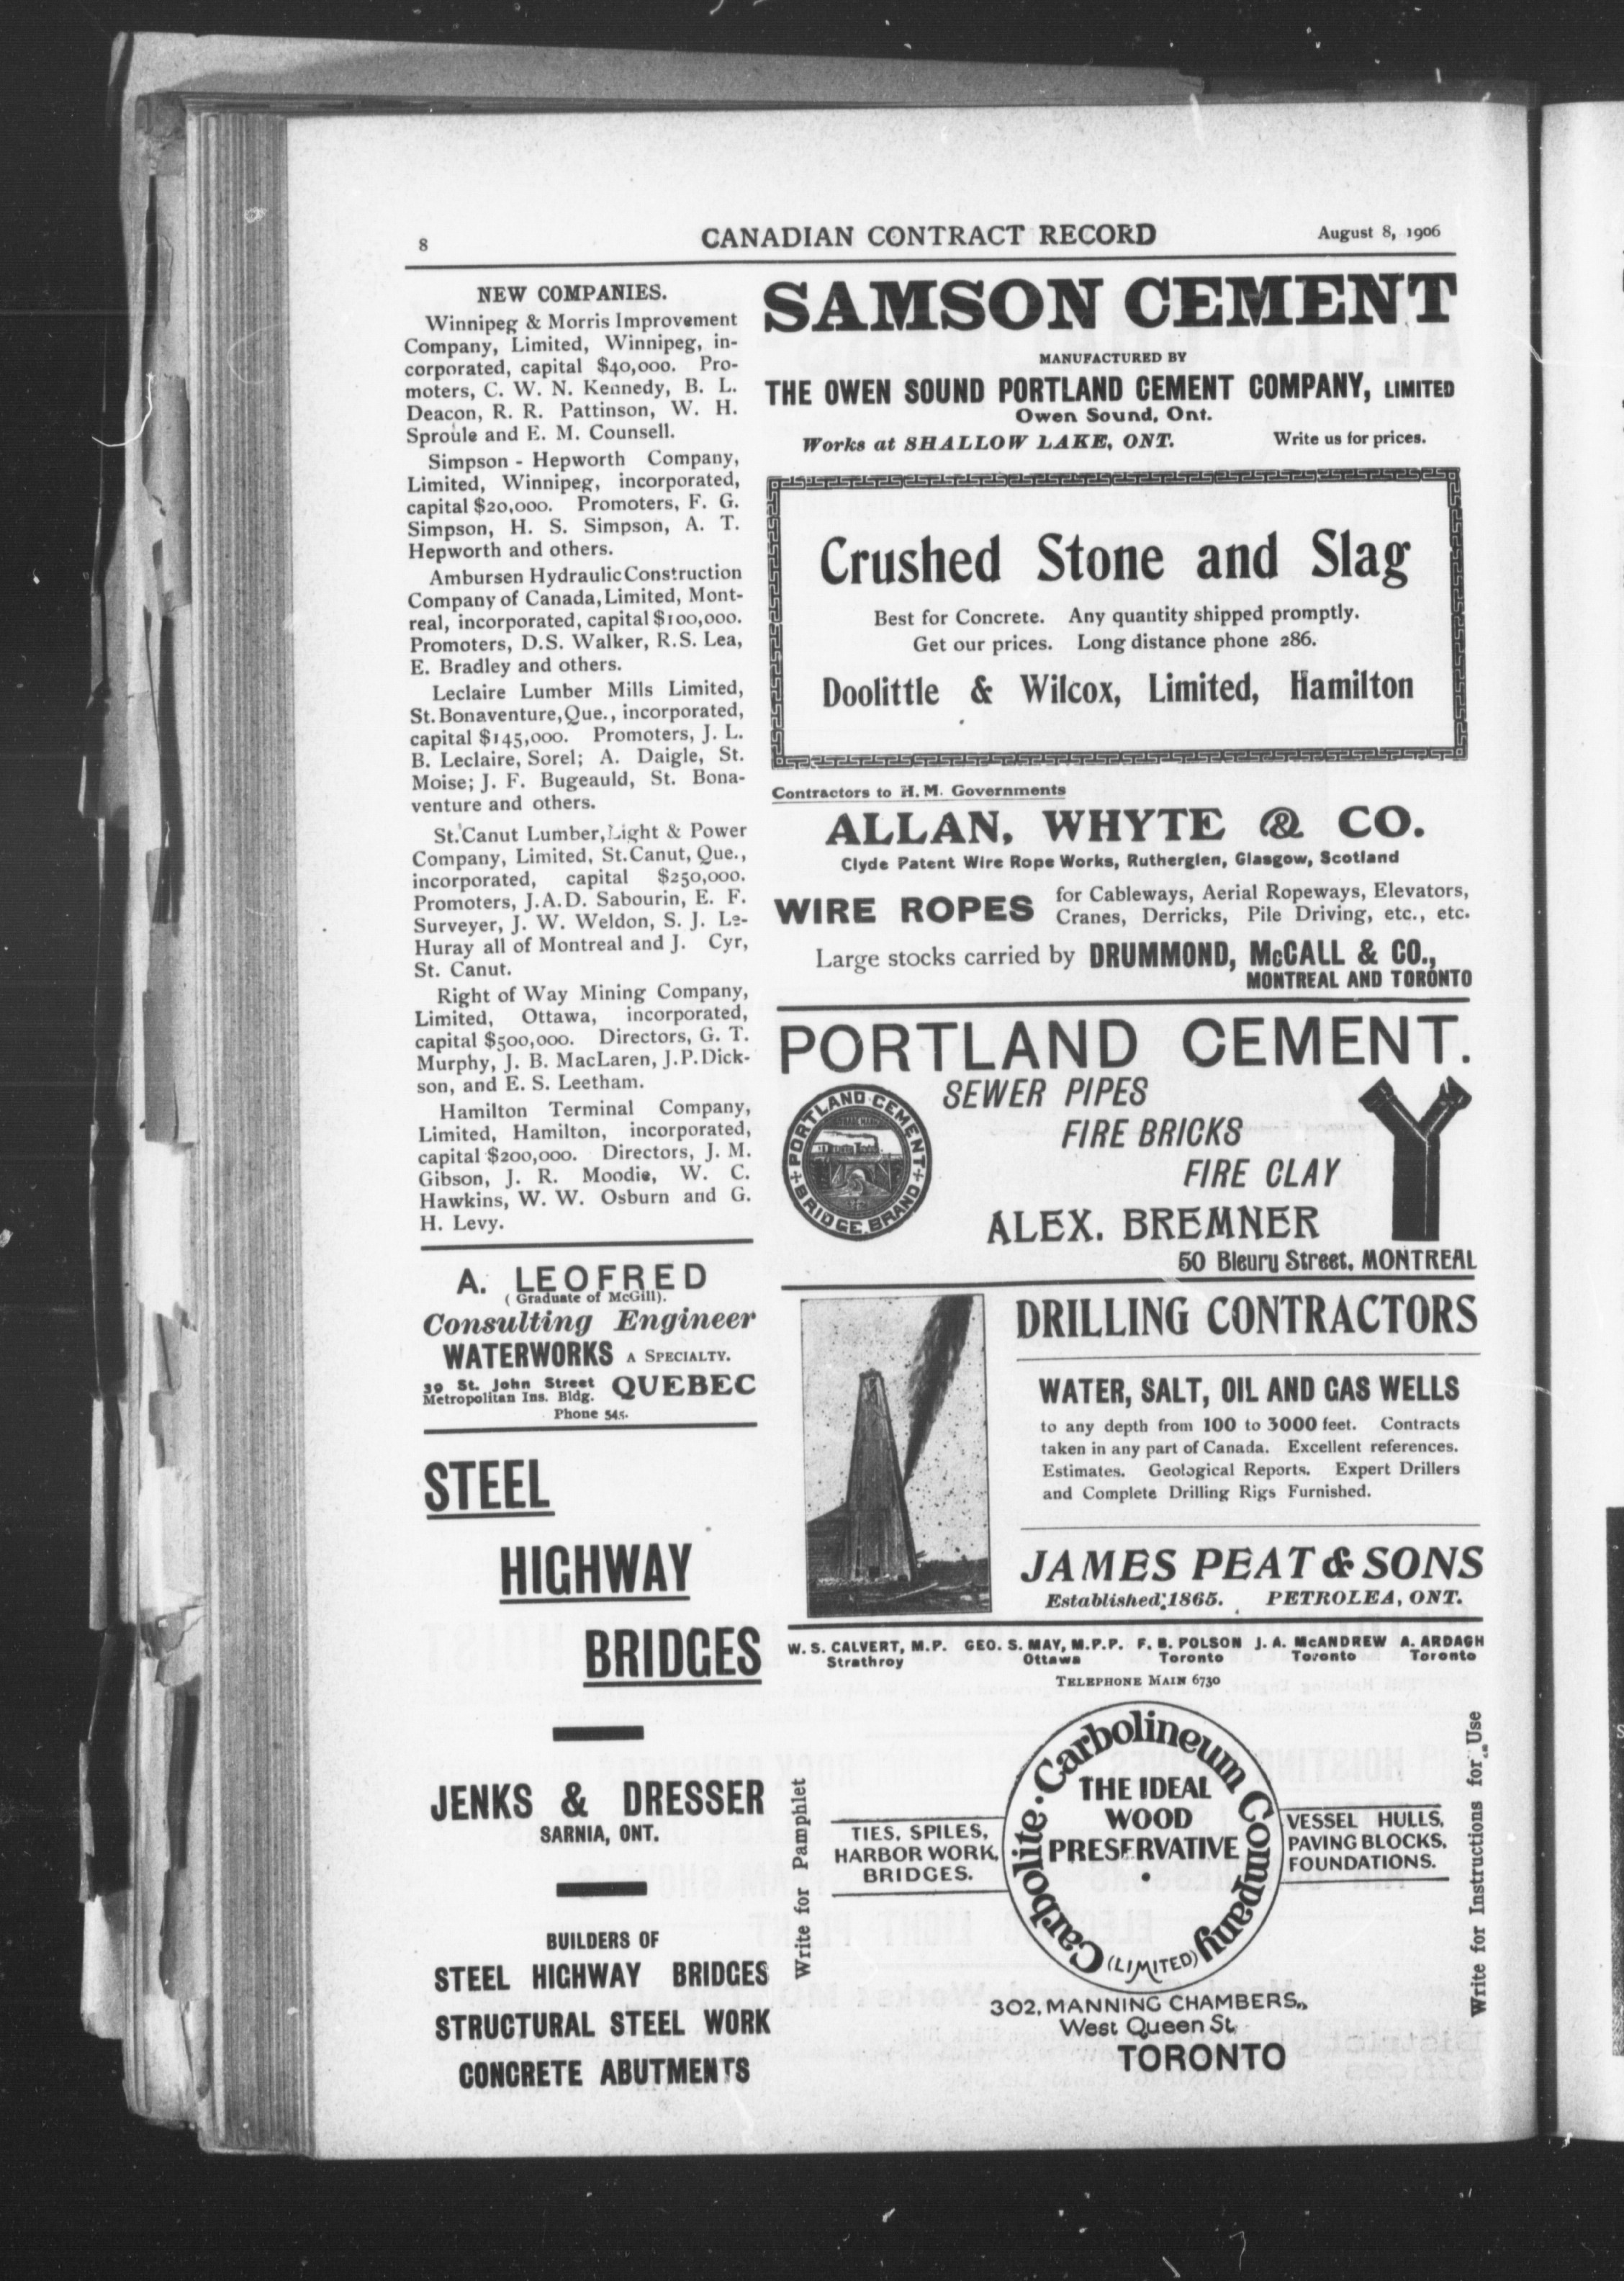 8
CANADIAN CONTRACT RECORD
August 8, 1906
NEW COMPANIES.
Winnipeg & Morris Improvement
Company, Limited, Winnipeg, in-
corporated, capital $40,000. Pro-
moters, C. W. N. Kennedy, B. L.
Deacon, R. R. Pattinson, W. H.
Sproule and E. M. Counsell.
Simpson - Hepworth Company,
Limited, Winnipeg, incorporated,
capital $20,000. Promoters, F. G.
Simpson, H. S. Simpson, A. T.
Hepworth and others.
Ambursen Hydraulic Construction
Company of Canada, Limited, Mont-
real, incorporated, capital $100,000.
Promoters, D.S. Walker, R.S. Lea,
E. Bradley and others.
Leclaire Lumber Mills Limited,
St. Bonaventure, Que., incorporated,
capital $145,000. Promoters, J. L.
B. Leclaire, Sorel; A. Daigle, St.
Moise; J. F. Bugeauld, St. Bona-
venture and others.
St. Canut Lumber, Light & Power
Company, Limited, St. Canut, Que.,
incorporated, capital $250,000.
Promoters, J.A.D. Sabourin, E. F.
Surveyer, J. W. Weldon, S. J. Le-
Huray all of Montreal and J. Cyr,
St. Canut.
Right of Way Mining Company,
Limited, Ottawa, incorporated,
capital $500,000. Directors, G. T.
Murphy, J. B. MacLaren, J.P. Dick-
son, and E. S. Leetham.
Hamilton Terminal Company,
Limited, Hamilton, incorporated,
capital $200,000. Directors, J. M.
Gibson, J. R. Moodie, W. C.
Hawkins, W. W. Osburn and G.
H. Levy.
A. LEOFRED
(Graduate of McGill).
Consulting Engineer
WATERWORKS A SPECIALTY.
39 St. John Street
Metropolitan Ins. Bldg. QUEBEC
Phone 545.
STEEL
HIGHWAY
BRIDGES
JENKS & DRESSER
SARNIA, ONT.
BUILDERS OF
STEEL HIGHWAY BRIDGES
STRUCTURAL STEEL WORK
CONCRETE ABUTMENTS
SAMSON CEMENT
MANUFACTURED BY
THE OWEN SOUND PORTLAND CEMENT COMPANY, LIMITED
Owen Sound, Ont.
Works at SHALLOW LAKE, ONT. Write us for prices.
Crushed Stone and Slag
Best for Concrete. Any quantity shipped promptly.
Get our prices. Long distance phone 286.
Doolittle & Wilcox, Limited, Hamilton
Contractors to H. M. Governments
ALLAN, WHYTE & CO.
Clyde Patent Wire Rope Works, Rutherglen, Glasgow, Scotland
WIRE ROPES for Cableways, Aerial Ropeways, Elevators,
Cranes, Derricks, Pile Driving, etc., etc.
Large stocks carried by DRUMMOND, McCALL & CO.,
MONTREAL AND TORONTO
PORTLAND CEMENT.
PORTLAND CEMENT
BRIDGE BRAND
SEWER PIPES
FIRE BRICKS
FIRE CLAY
ALEX. BREMNER
50 Bleury Street, MONTREAL
DRILLING CONTRACTORS
WATER, SALT, OIL AND GAS WELLS
to any depth from 100 to 3000 feet. Contracts
taken in any part of Canada. Excellent references.
Estimates. Geological Reports. Expert Drillers
and Complete Drilling Rigs Furnished.
JAMES PEAT & SONS
Established 1865. PETROLEA, ONT.
W. S. CALVERT, M.P. GEO. S. MAY, M.P.P. F. B. POLSON J. A. McANDREW A. ARDAGH
Strathroy Ottawa Toronto Toronto Toronto
TELEPHONE MAIN 6730
Write for Pamphlet
TIES, SPILES,
HARBOR WORK,
BRIDGES.
Carbolite-Carbolineum Company
(LIMITED)
THE IDEAL
WOOD
PRESERVATIVE
VESSEL HULLS,
PAVING BLOCKS,
FOUNDATIONS.
Write for Instructions for Use
302, MANNING CHAMBERS,
West Queen St.
TORONTO